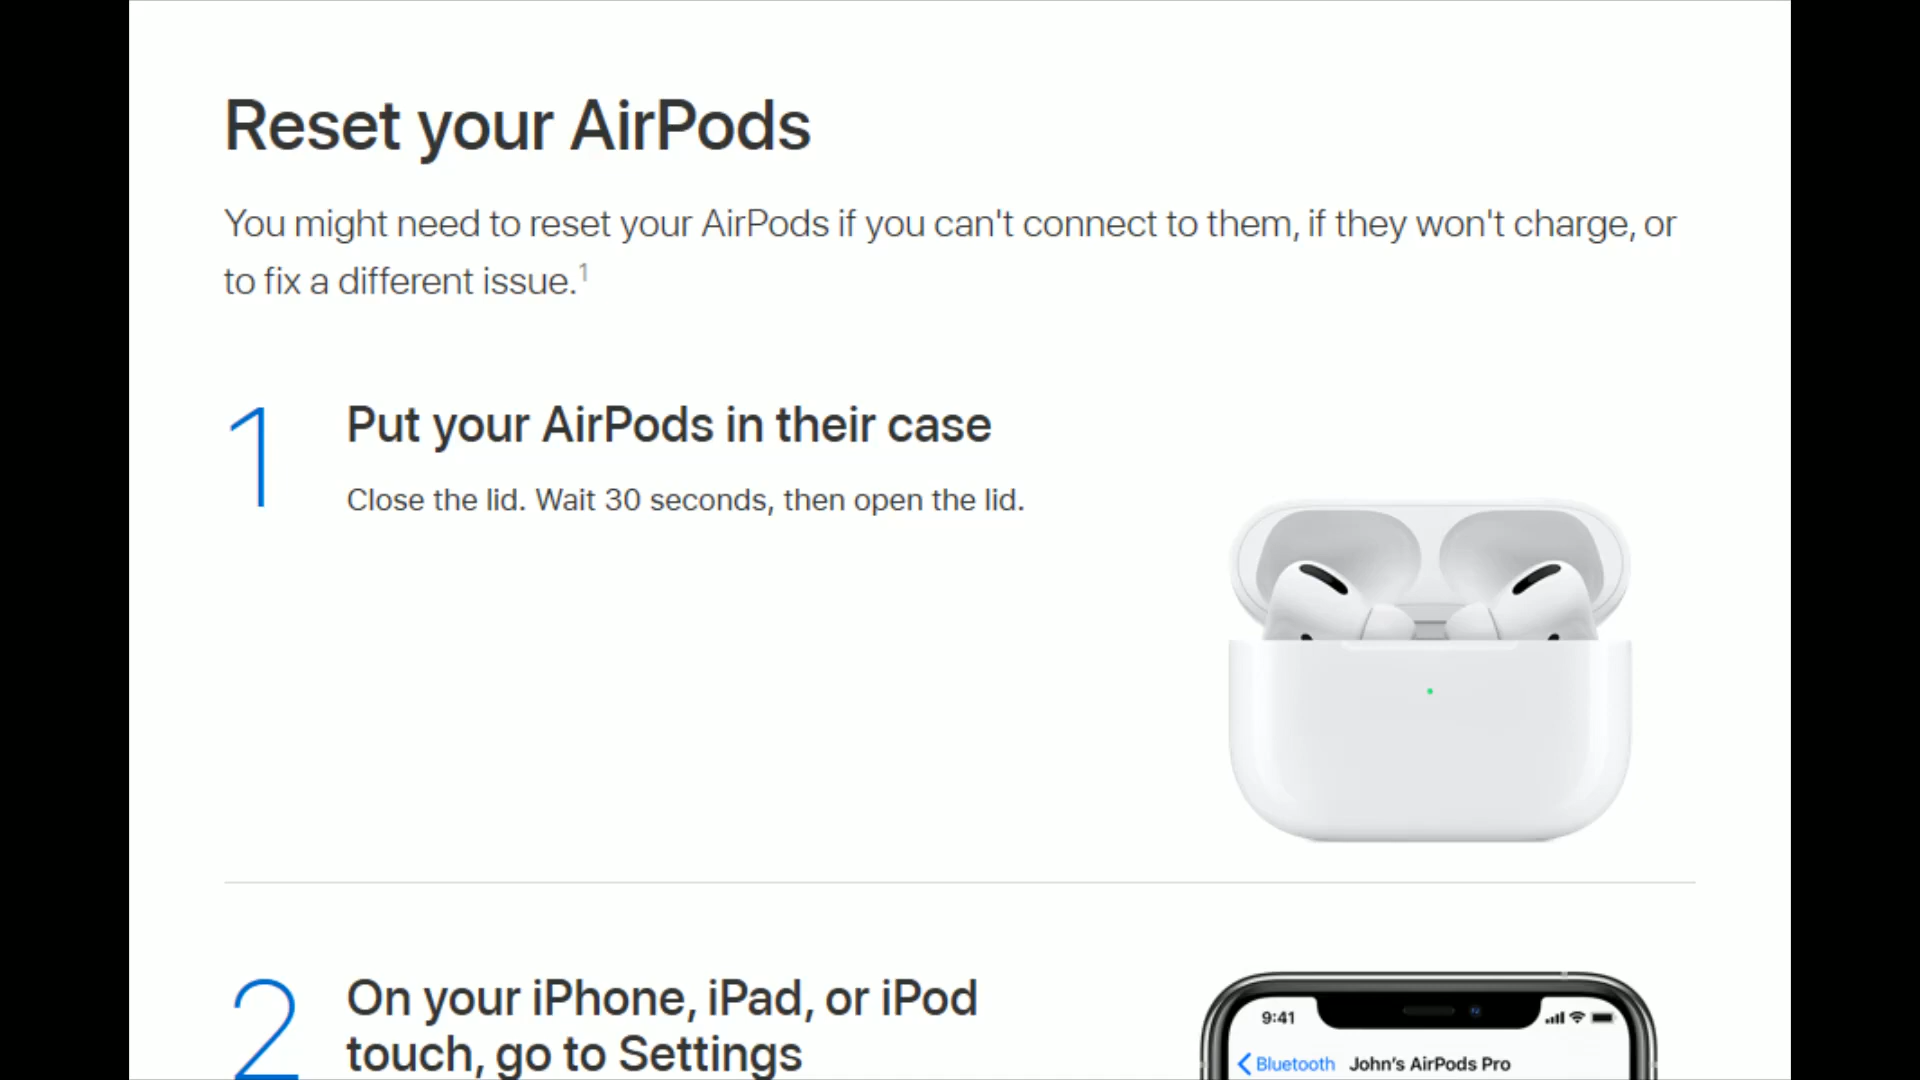 Reset your AirPods
You might need to reset your AirPods if you can't connect to them, if they won't charge, or
to fix a different issue.1
1
Put your AirPods in their case
Close the lid. Wait 30 seconds, then open the lid.
2
On your iPhone, iPad, or iPod
touch, go to Settings
9:41
Bluetooth John's AirPods Pro